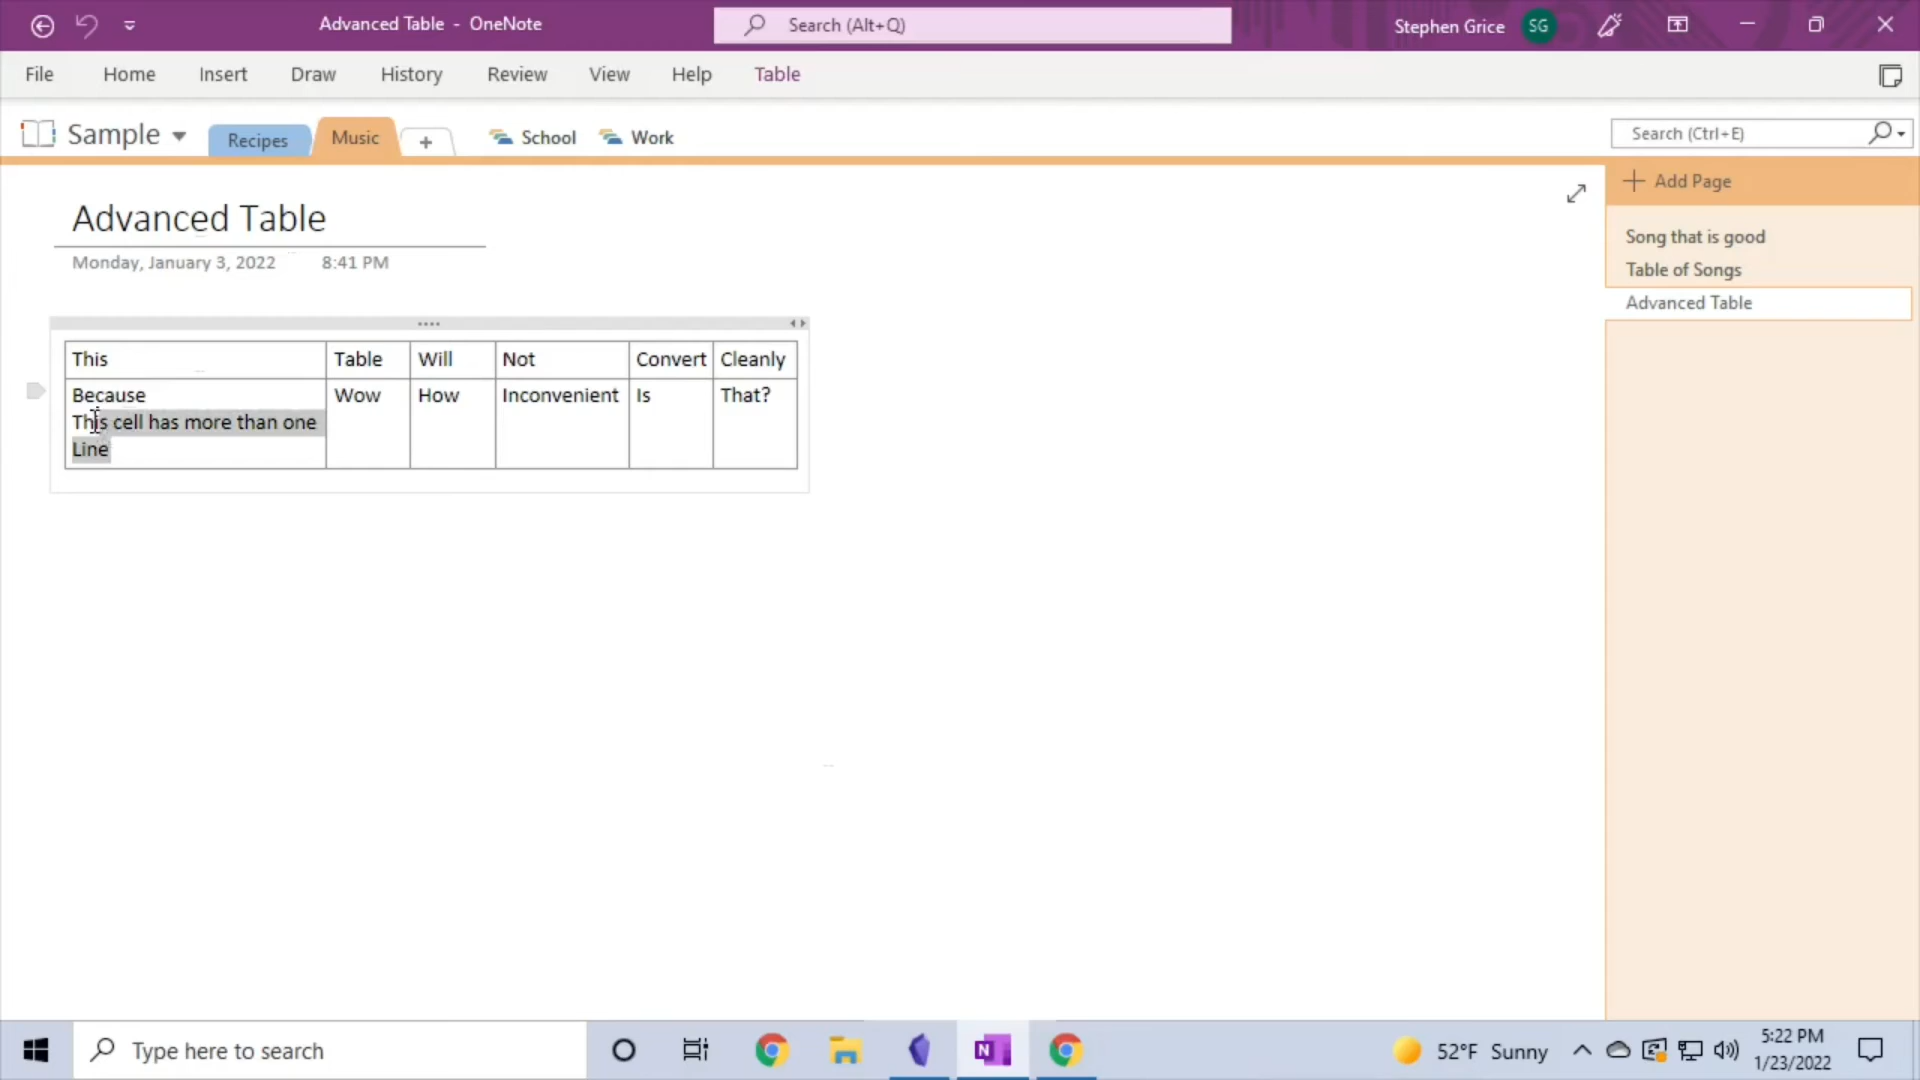 Advanced Table - OneNote
Search (Alt+Q)
Stephen Grice SG
File Home Insert Draw History Review View Help Table
Sample Recipes Music + School Work
Search (Ctrl+E)
Add Page
Advanced Table
Monday, January 3, 2022 8:41 PM
Song that is good
Table of Songs
Advanced Table
This Table Will Not Convert Cleanly
Because Wow How Inconvenient Is That?
This cell has more than one
Line
Type here to search
N
52°F Sunny
5:22 PM
1/23/2022